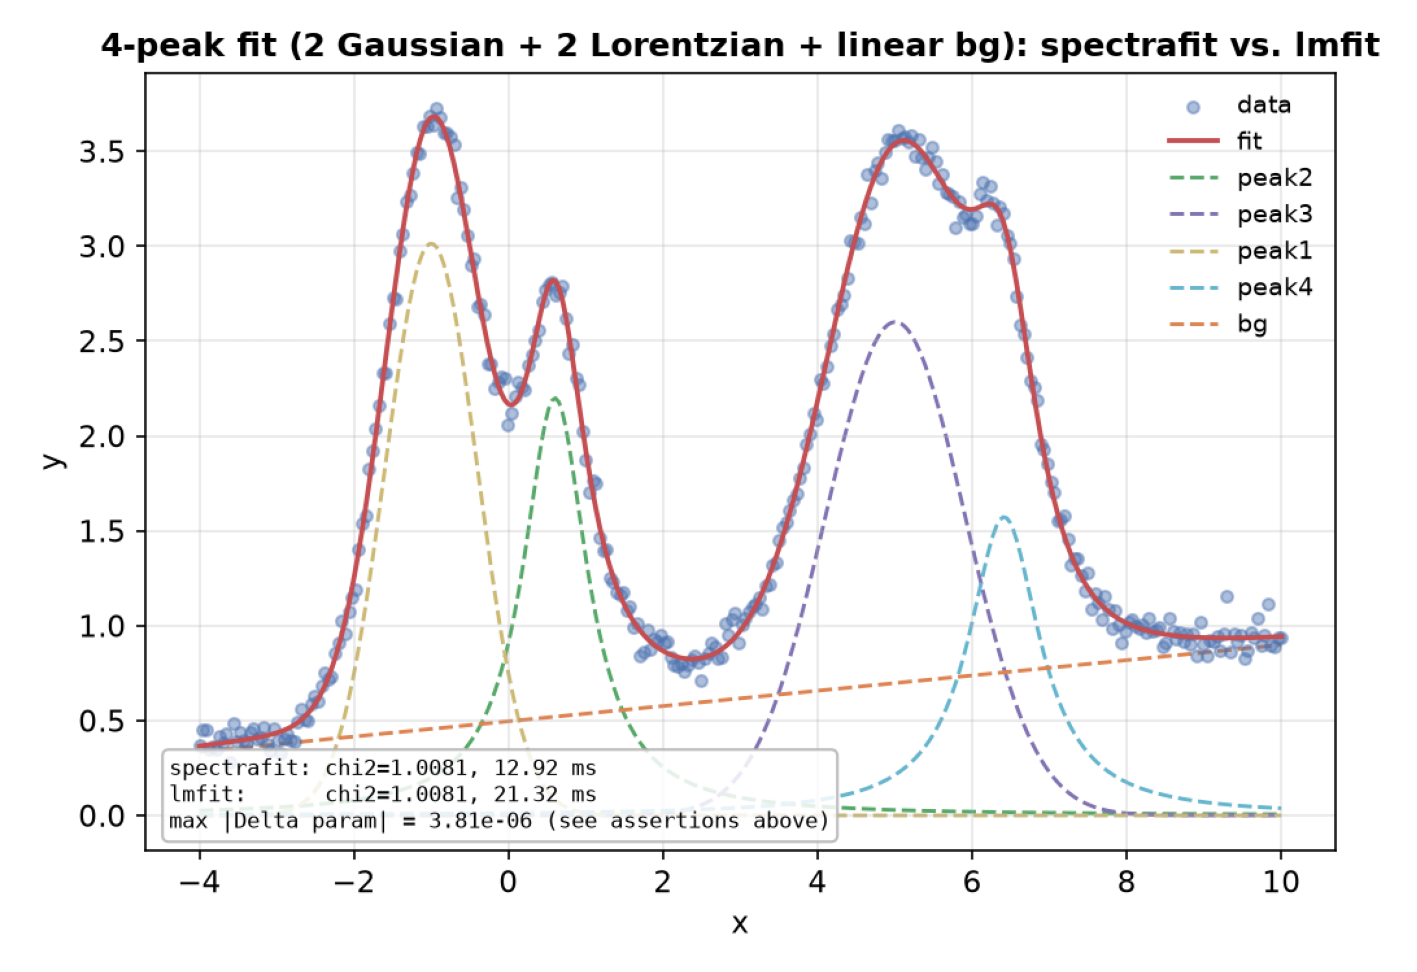 4-peak fit (2 Gaussian + 2 Lorentzian + linear bg): spectrafit vs. lmfit
data
fit
peak2
peak3
peak1
peak4
bg
3.5
3.0
2.5
2.0
1.5
1.0
0.5
0.0
y
spectrafit: chi2=1.0081, 12.92 ms
lmfit:      chi2=1.0081, 21.32 ms
max |Delta param| = 3.81e-06 (see assertions above)
−4 −2 0 2 4 6 8 10
x